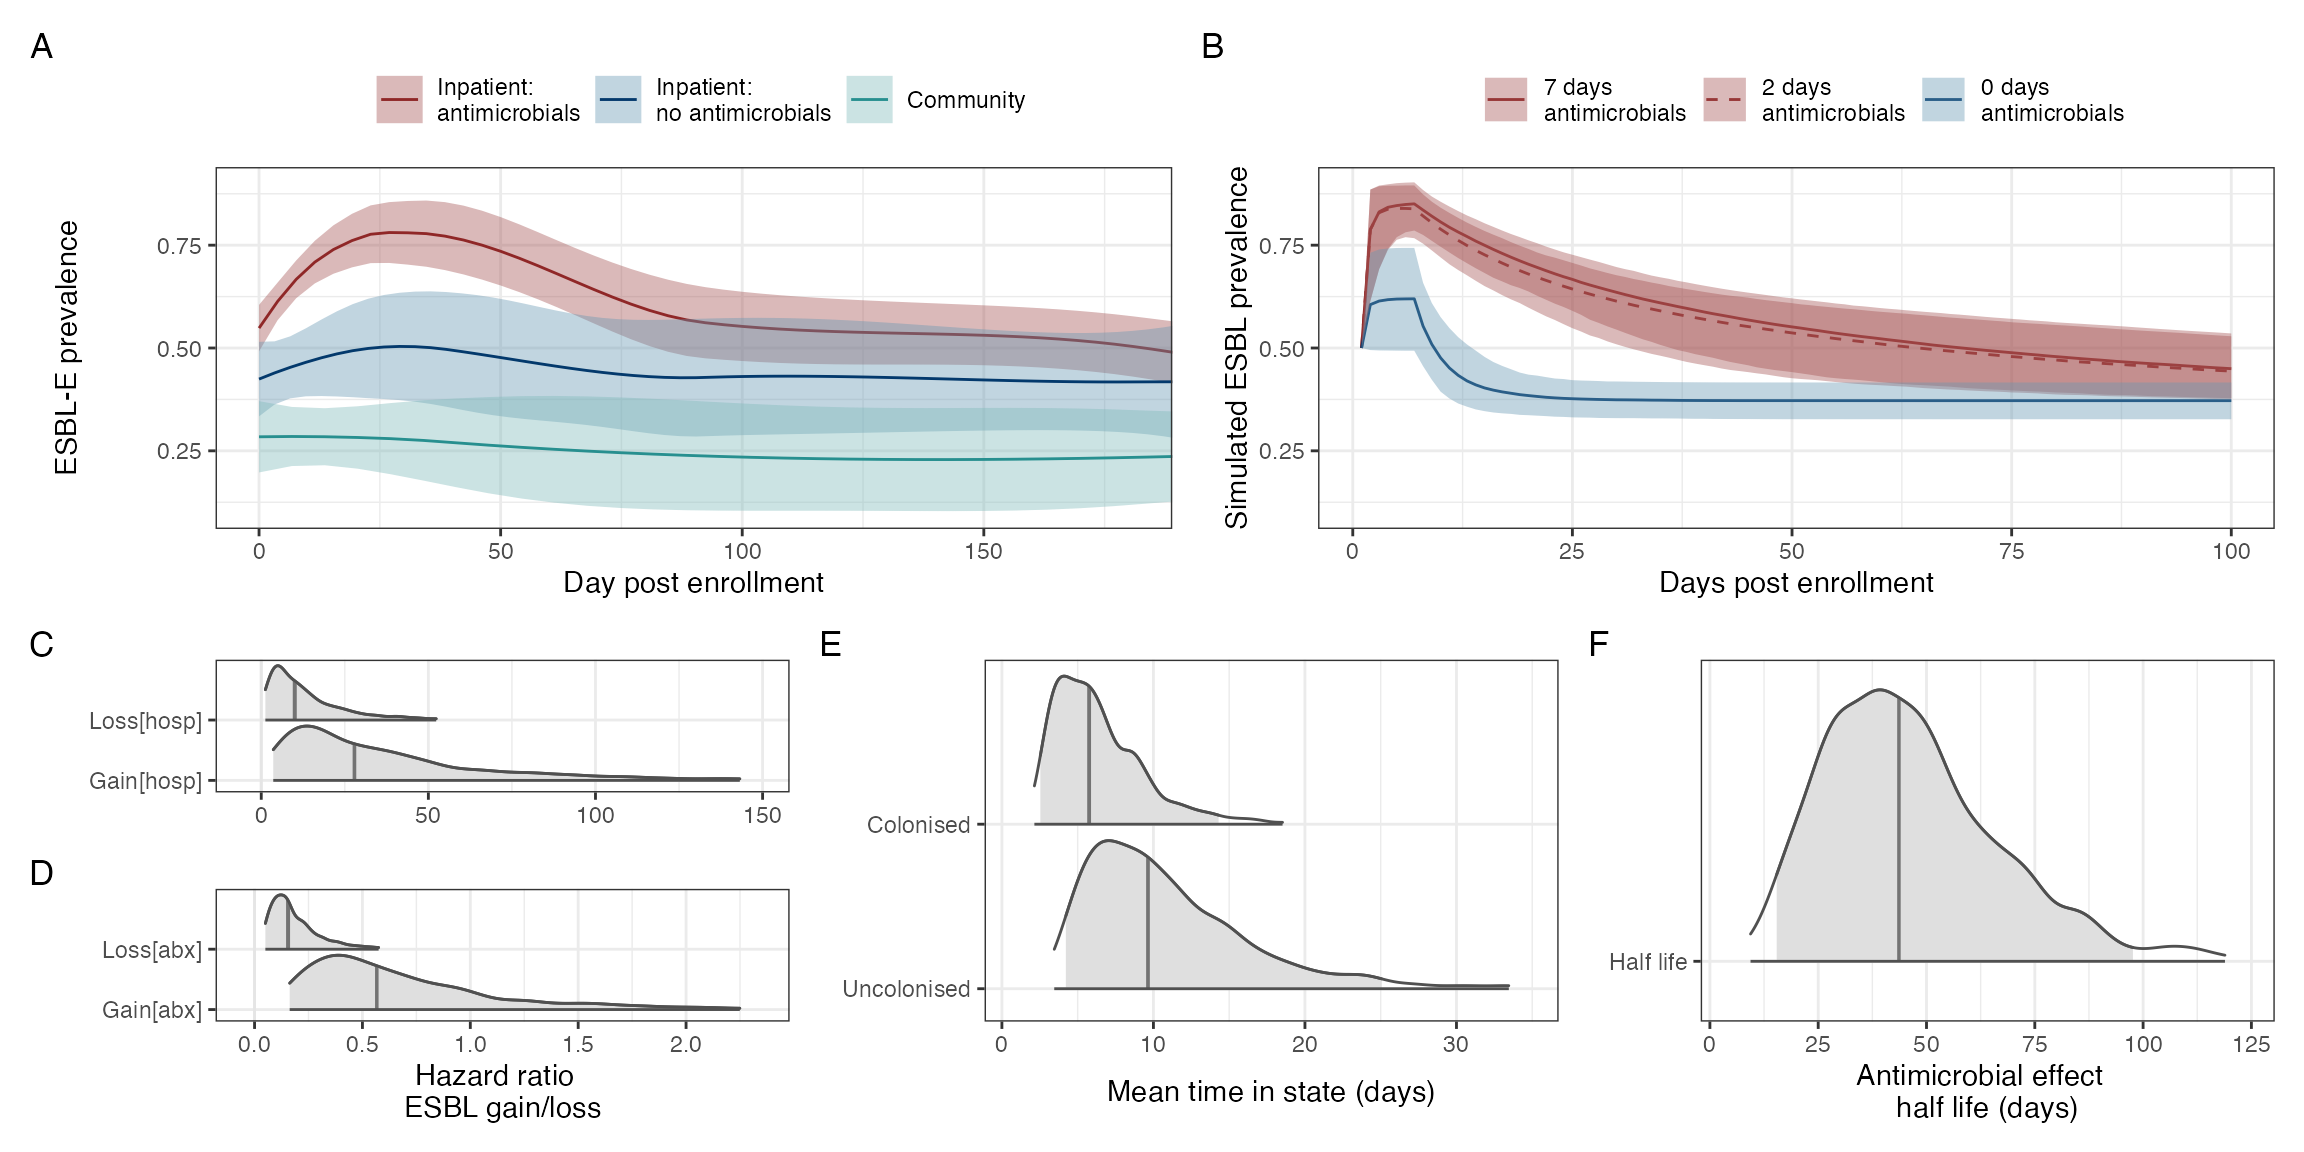 A
Inpatient:
antimicrobials
Inpatient:
no antimicrobials
Community
ESBL-E prevalence
0.75
0.50
0.25
0
50
100
150
Day post enrollment
B
7 days
antimicrobials
2 days
antimicrobials
0 days
antimicrobials
Simulated ESBL prevalence
0.75
0.50
0.25
0
25
50
75
100
Days post enrollment
C
Loss[hosp]
Gain[hosp]
0
50
100
150
D
Loss[abx]
Gain[abx]
0.0
0.5
1.0
1.5
2.0
Hazard ratio
ESBL gain/loss
E
Colonised
Uncolonised
0
10
20
30
Mean time in state (days)
F
Half life
0
25
50
75
100
125
Antimicrobial effect
half life (days)